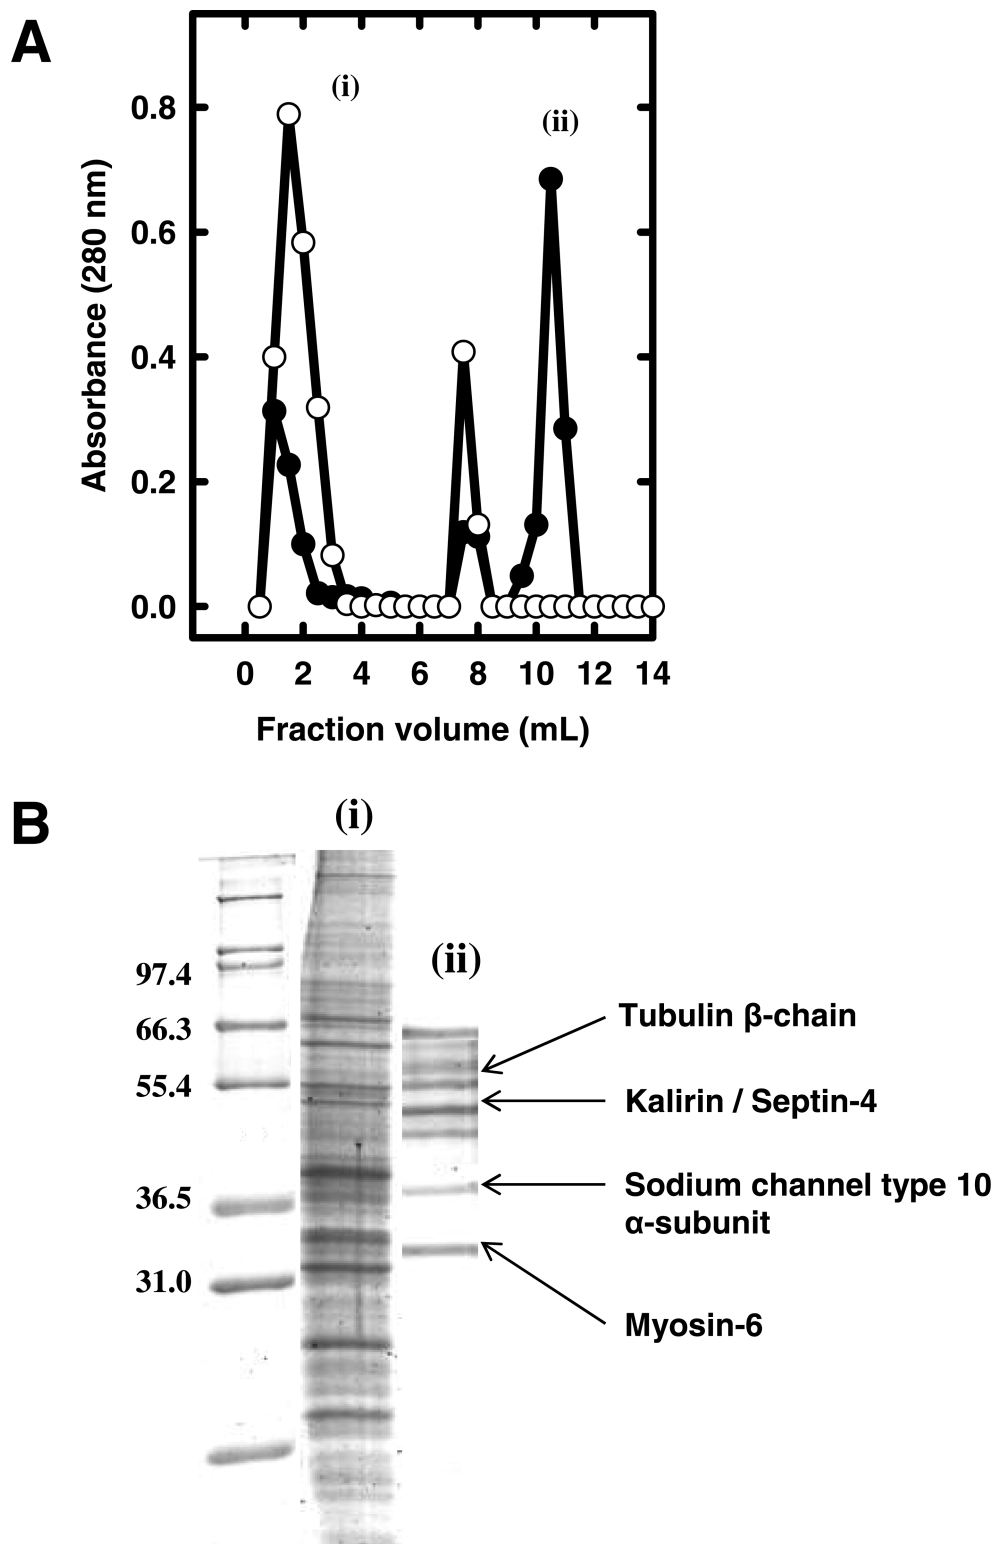 A
(i)
(ii)
0.8
0.6
0.4
0.2
0.0
Absorbance (280 nm)
0 2 4 6 8 10 12 14
Fraction volume (mL)
B
(i)
(ii)
97.4
66.3
55.4
36.5
31.0
Tubulin β-chain
Kalirin / Septin-4
Sodium channel type 10
α-subunit
Myosin-6